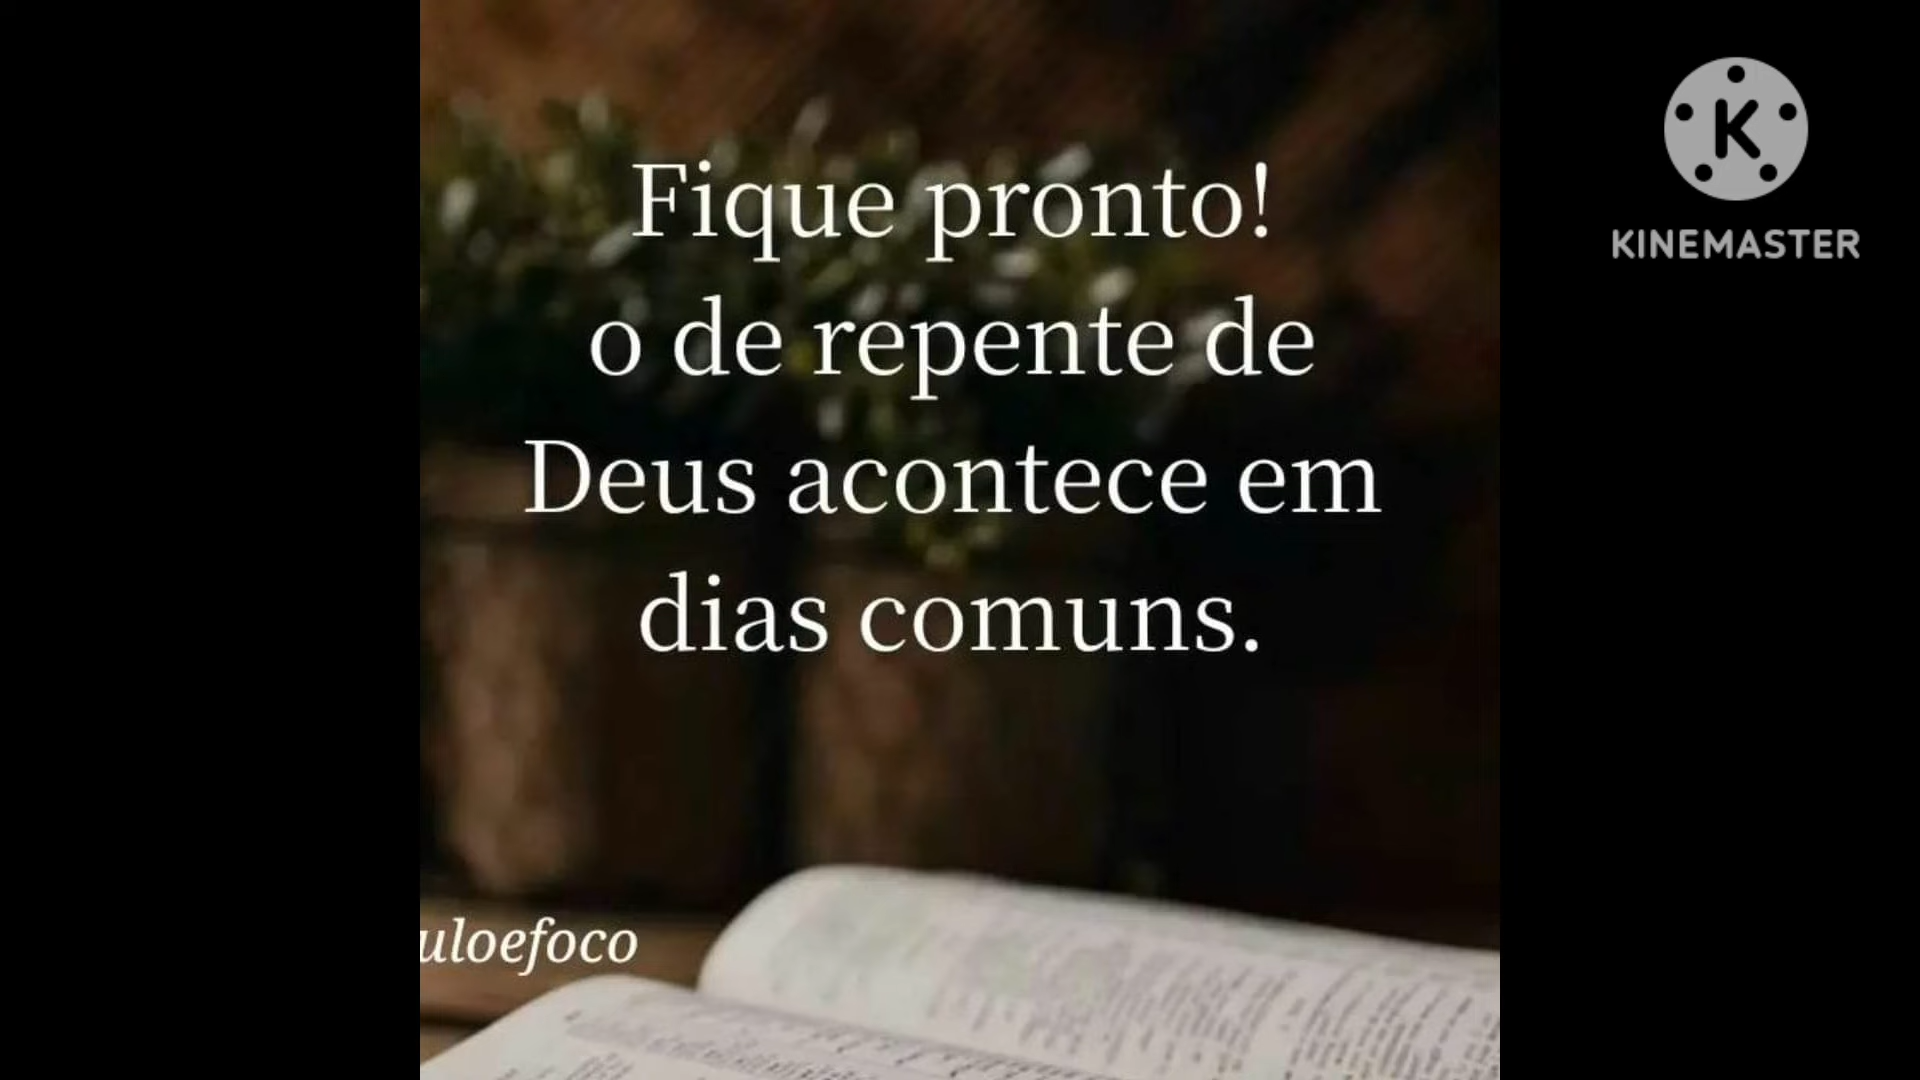 Fique pronto!
o de repente de
Deus acontece em
dias comuns.
uloefoco
K
KINEMASTER